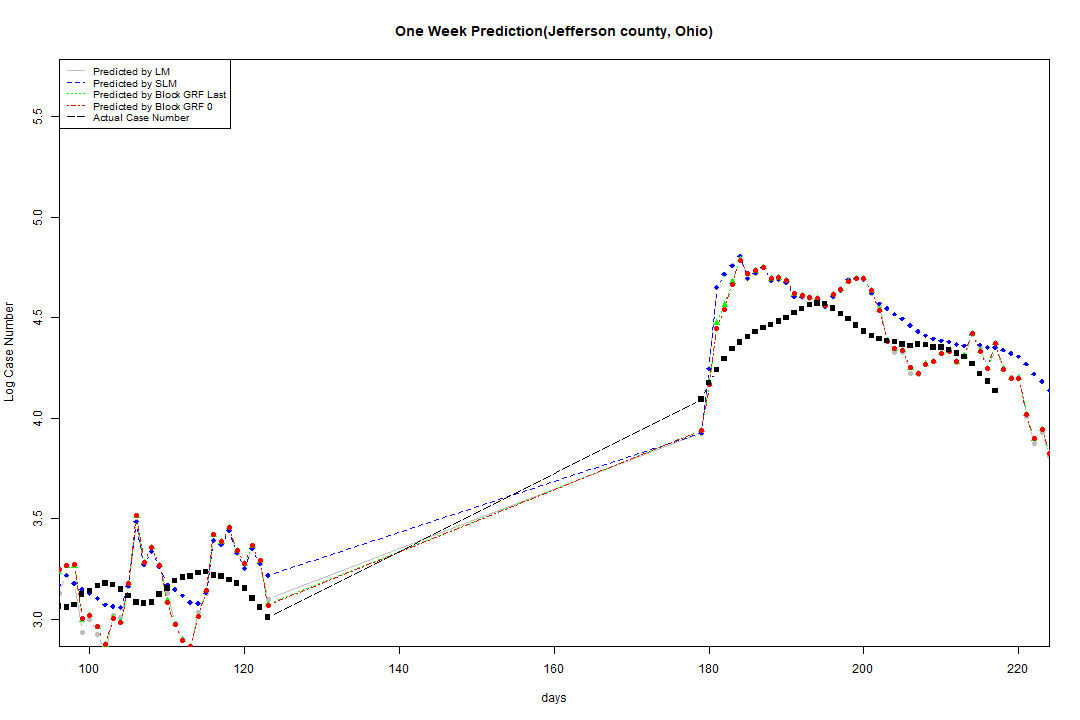 One Week Prediction(Jefferson county, Ohio)
Predicted by LM
Predicted by SLM
Predicted by Block GRF Last
Predicted by Block GRF 0
Actual Case Number
Log Case Number
5.5
5.0
4.5
4.0
3.5
3.0
100 120 140 160 180 200 220
days